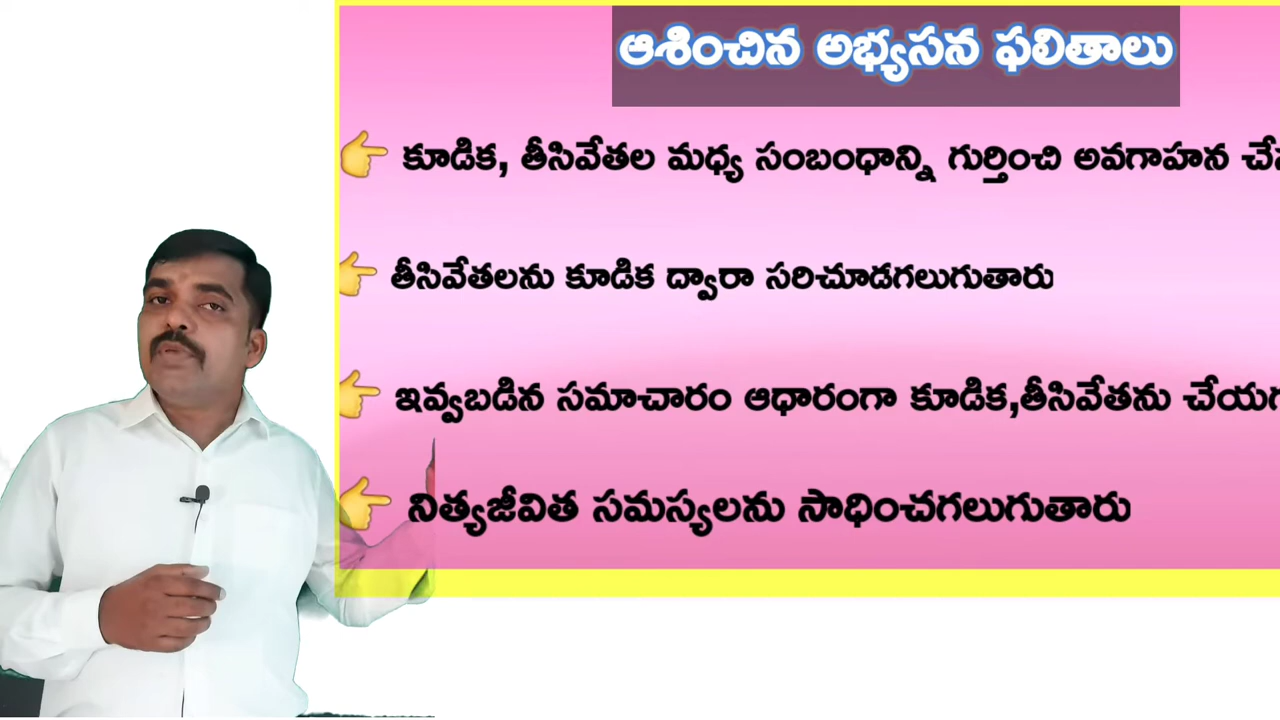 ఆశించిన అభ్యసన ఫలితాలు
కూడిక, తీసివేతల మధ్య సంబంధాన్ని గుర్తించి అవగాహన
తీసివేతలను కూడిక ద్వారా సరిచూడగలుగుతారు
ఇవ్వబడిన సమాచారం ఆధారంగా కూడిక,తీసివేతను
నిత్యజీవిత సమస్యలను సాధించగలుగుతారు